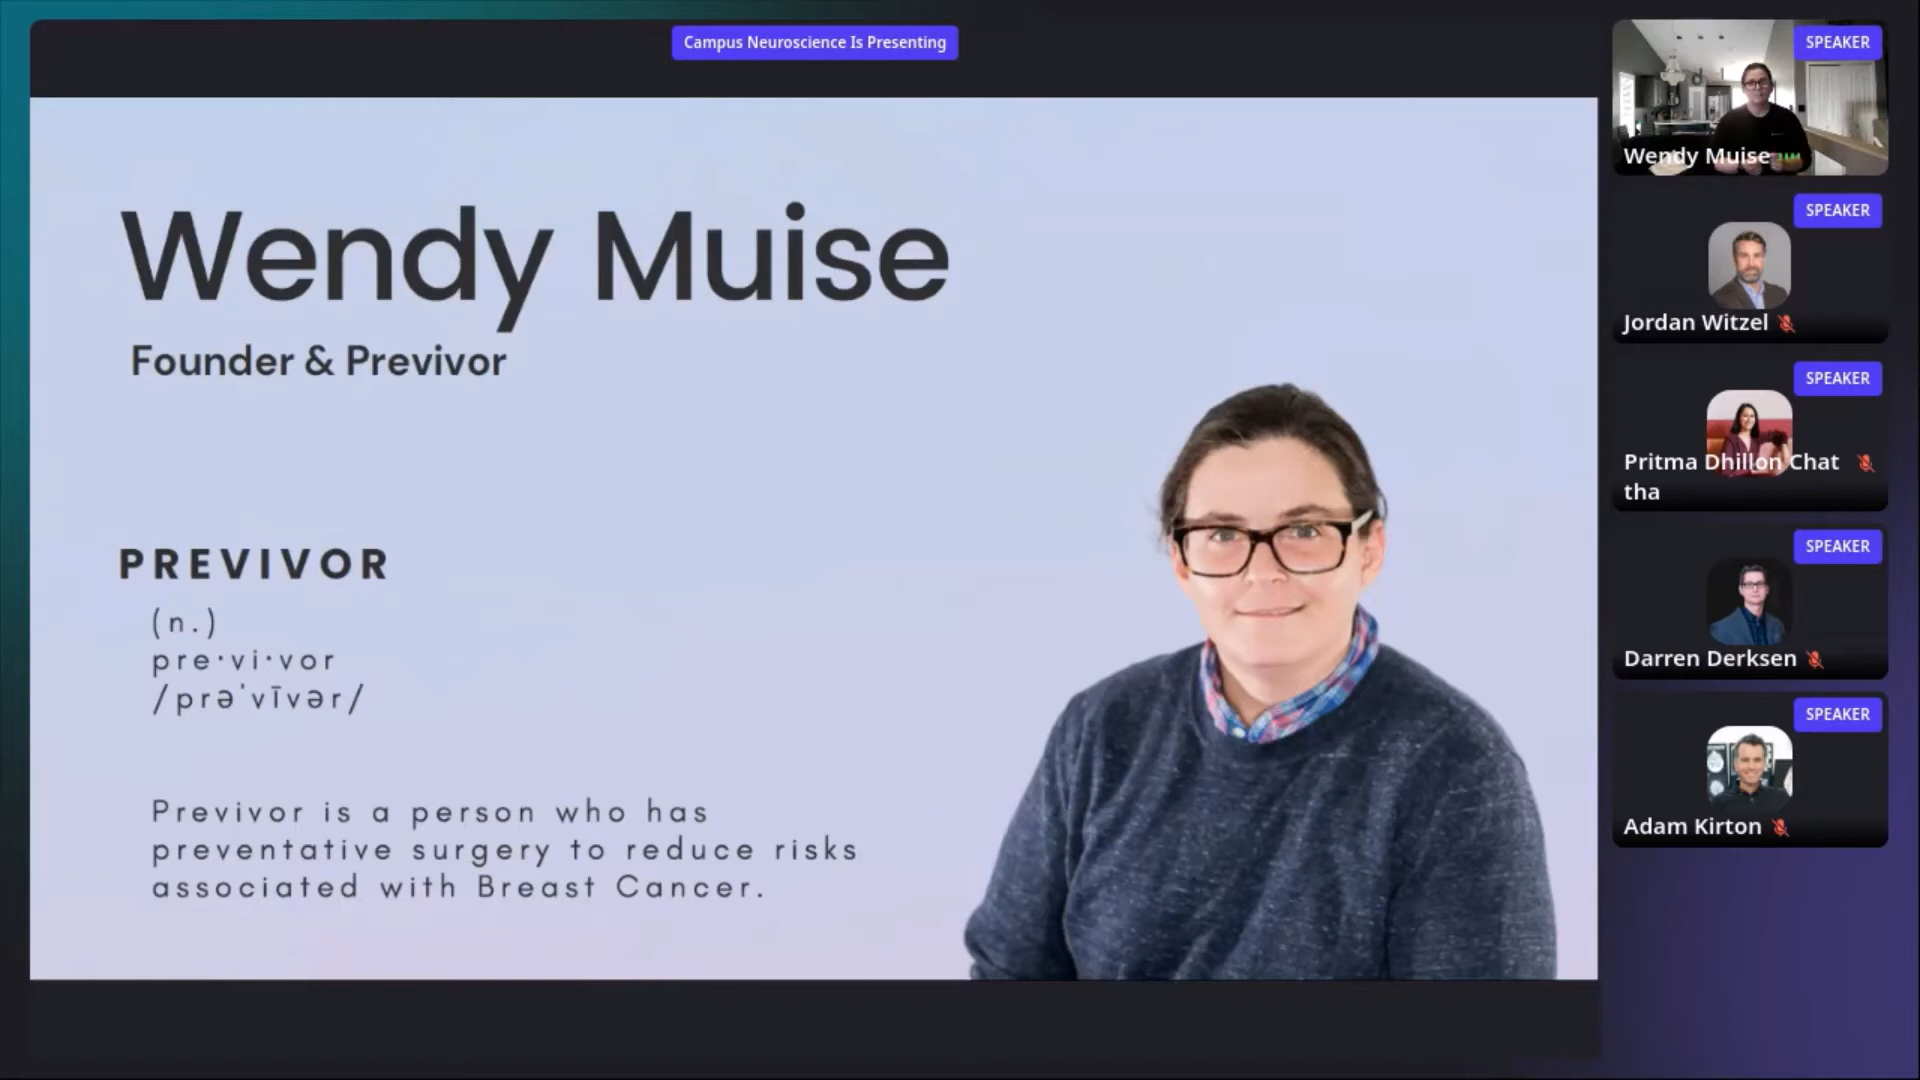 Campus Neuroscience Is Presenting
Wendy Muise
Founder & Previvor
PREVIVOR
(n.)
pre·vi·vor
/prəˈvīvər/
Previvor is a person who has
preventative surgery to reduce risks
associated with Breast Cancer.
SPEAKER
Wendy Muise
SPEAKER
Jordan Witzel
SPEAKER
Pritma Dhillon Chat
tha
SPEAKER
Darren Derksen
SPEAKER
Adam Kirton